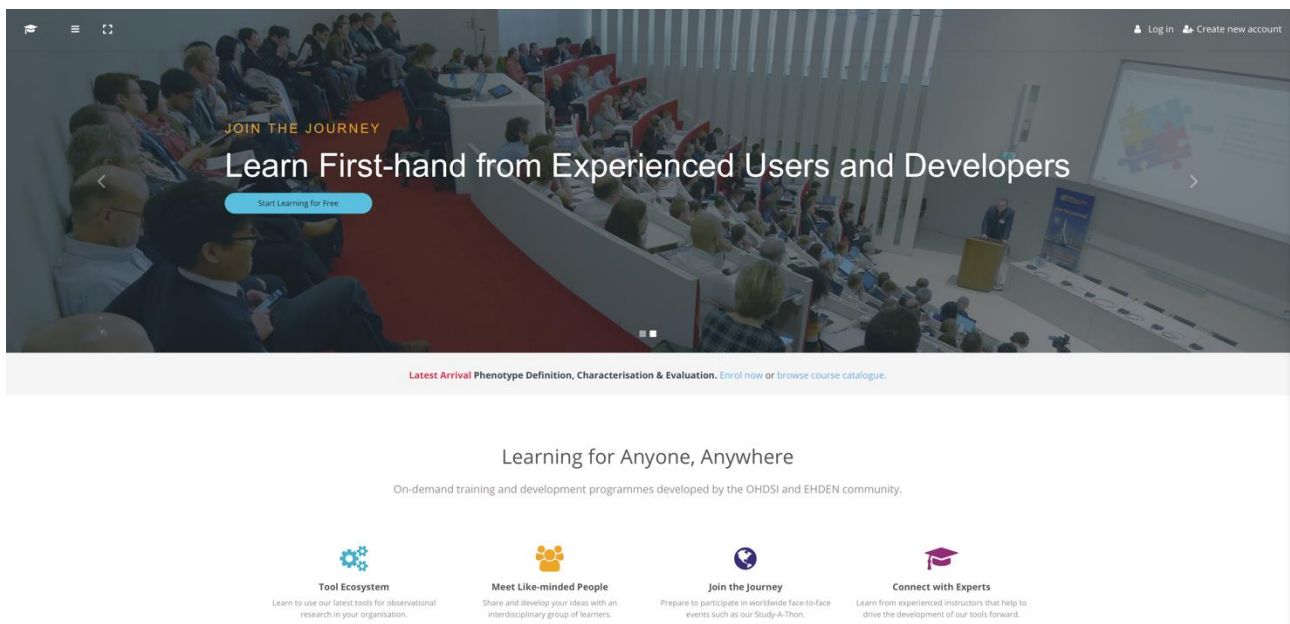 Log in Create new account
JOIN THE JOURNEY
Learn First-hand from Experienced Users and Developers
Start Learning for Free
Latest Arrival Phenotype Definition, Characterisation & Evaluation. Enrol now or browse course catalogue.
Learning for Anyone, Anywhere
On-demand training and development programmes developed by the OHDSI and EHDEN community.
Tool Ecosystem
Learn to use our latest tools for observational
research in your organisation.
Meet Like-minded People
Share and develop your ideas with an
interdisciplinary group of learners.
Join the Journey
Prepare to participate in worldwide face-to-face
events such as our Study-A-Thon.
Connect with Experts
Learn from experienced instructors that help to
drive the development of our tools forward.